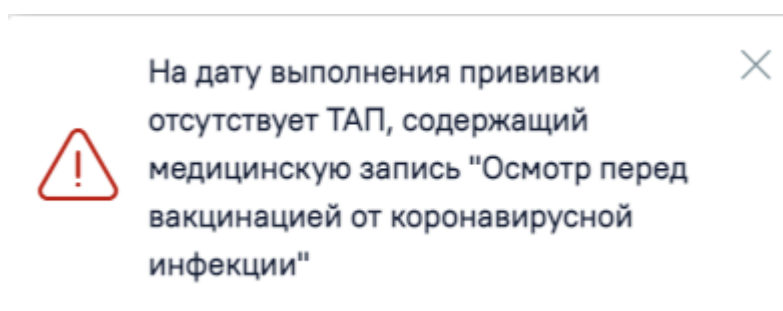 На дату выполнения прививки
отсутствует ТАП, содержащий
медицинскую запись "Осмотр перед
вакцинацией от коронавирусной
инфекции"